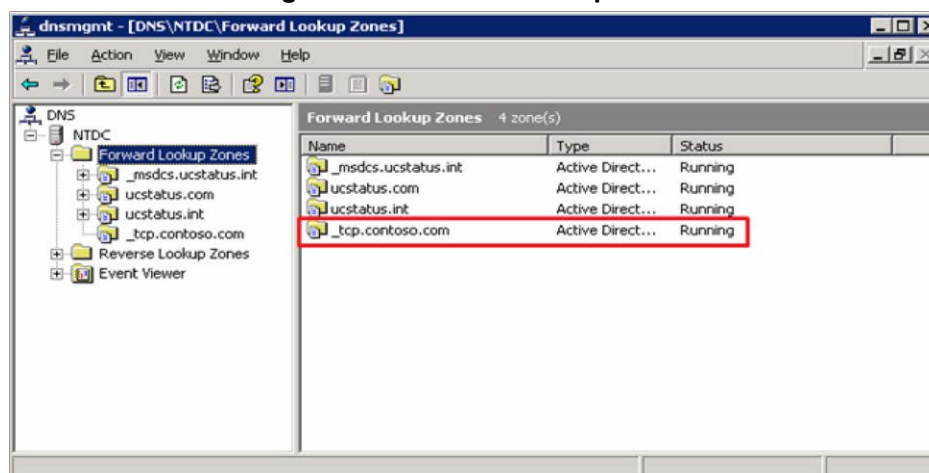 dnsmgmt - [DNS\NTDC\Forward Lookup Zones]
File Action View Window Help
DNS
NTDC
Forward Lookup Zones
_msdcs.ucstatus.int
ucstatus.com
ucstatus.int
_tcp.contoso.com
Reverse Lookup Zones
Event Viewer
Forward Lookup Zones 4 zone(s)
Name Type Status
_msdcs.ucstatus.int Active Direct... Running
ucstatus.com Active Direct... Running
ucstatus.int Active Direct... Running
_tcp.contoso.com Active Direct... Running